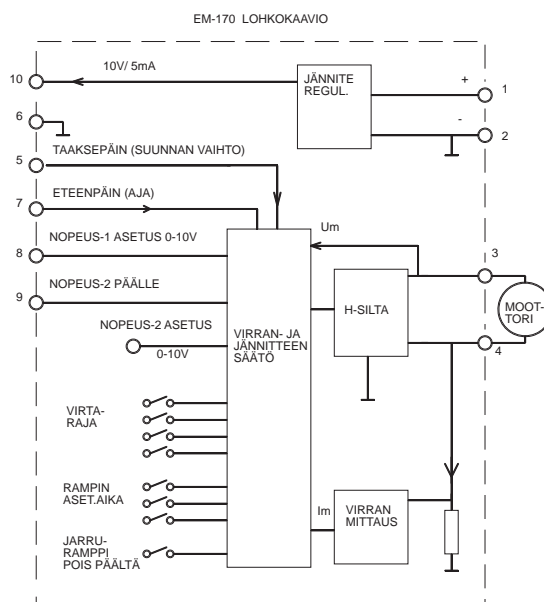 EM-170 LOHKOKAAVIO
10
10V/ 5mA
JÄNNITE
REGUL.
+
1
-
2
6
5
TAAKSEPÄIN (SUUNNAN VAIHTO)
7
ETEENPÄIN (AJA)
8
NOPEUS-1 ASETUS 0-10V
9
NOPEUS-2 PÄÄLLE
NOPEUS-2 ASETUS
0-10V
VIRRAN- JA
JÄNNITTEEN
SÄÄTÖ
Um
H-SILTA
3
MOOT-
TORI
4
VIRTA-
RAJA
RAMPIN
ASET.AIKA
JARRU-
RAMPPI
POIS PÄÄLTÄ
Im
VIRRAN
MITTAUS